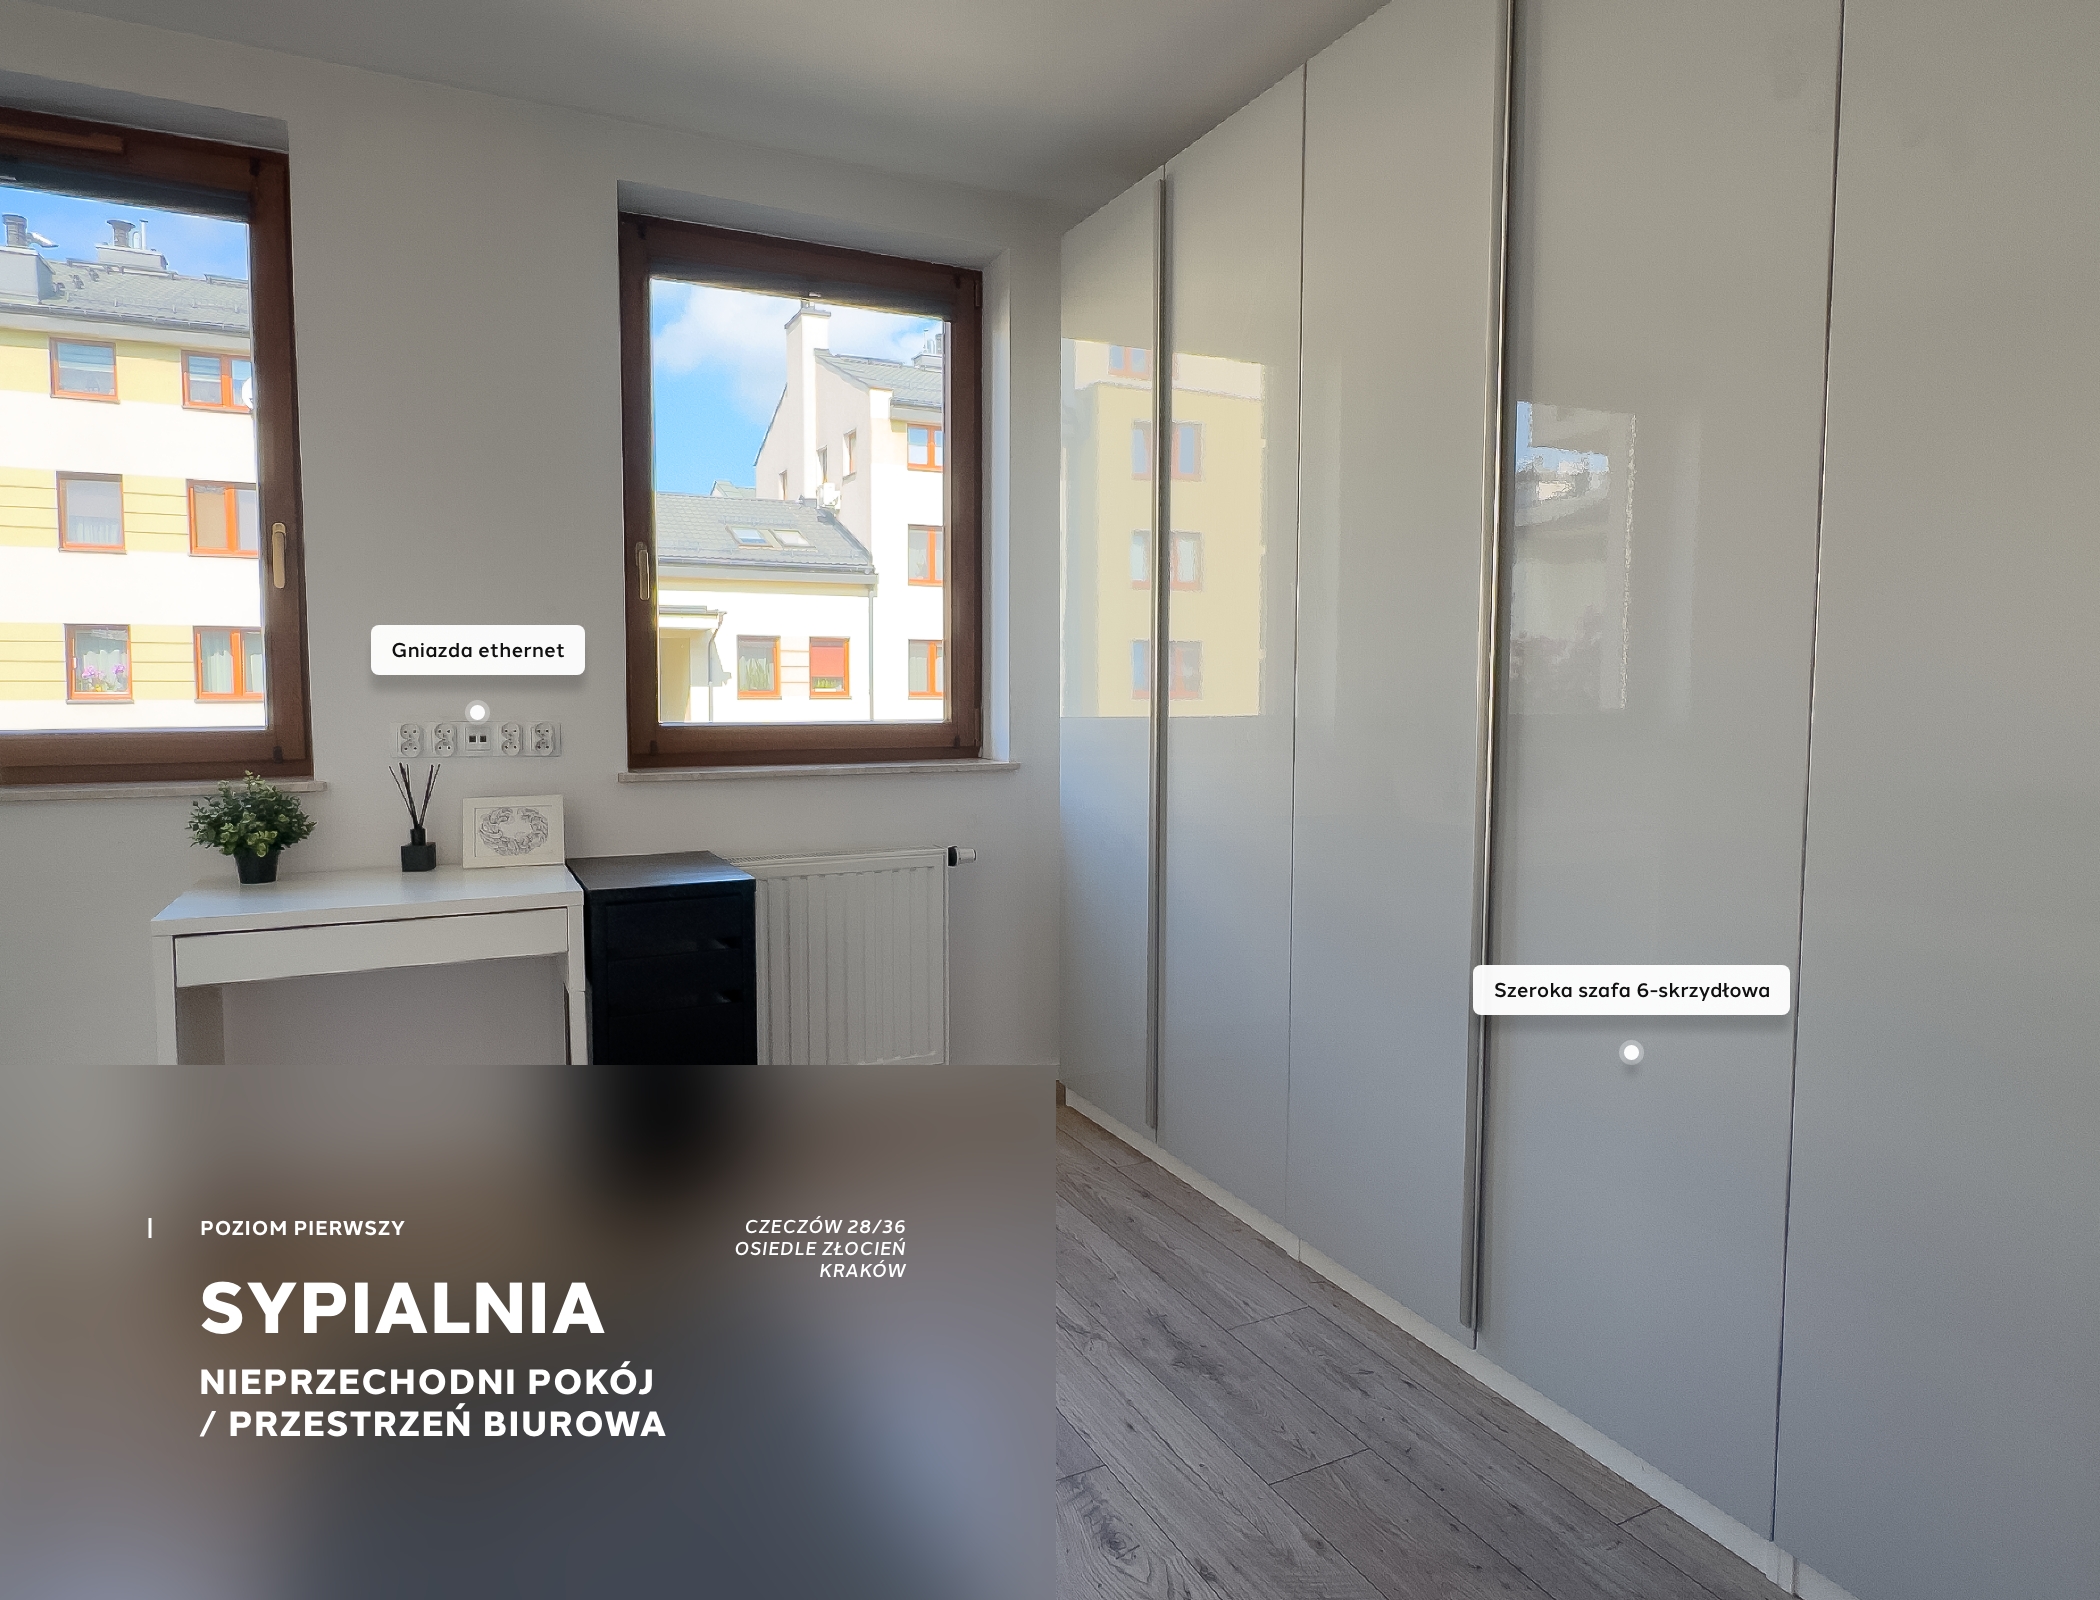 Gniazda ethernet
Szeroka szafa 6-skrzydłowa
POZIOM PIERWSZY
CZECZÓW 28/36
OSIEDLE ZŁOCIEŃ
KRAKÓW
SYPIALNIA
NIEPRZECHODNI POKÓJ
/ PRZESTRZEŃ BIUROWA